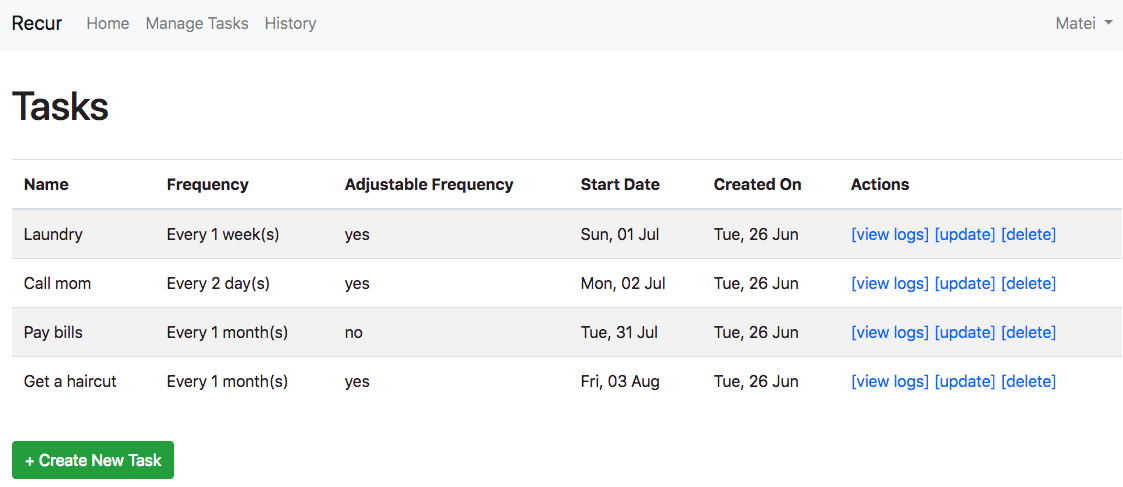 Recur Home Manage Tasks History Matei
Tasks
Name Frequency Adjustable Frequency Start Date Created On Actions
Laundry Every 1 week(s) yes Sun, 01 Jul Tue, 26 Jun [view logs] [update] [delete]
Call mom Every 2 day(s) yes Mon, 02 Jul Tue, 26 Jun [view logs] [update] [delete]
Pay bills Every 1 month(s) no Tue, 31 Jul Tue, 26 Jun [view logs] [update] [delete]
Get a haircut Every 1 month(s) yes Fri, 03 Aug Tue, 26 Jun [view logs] [update] [delete]
+ Create New Task